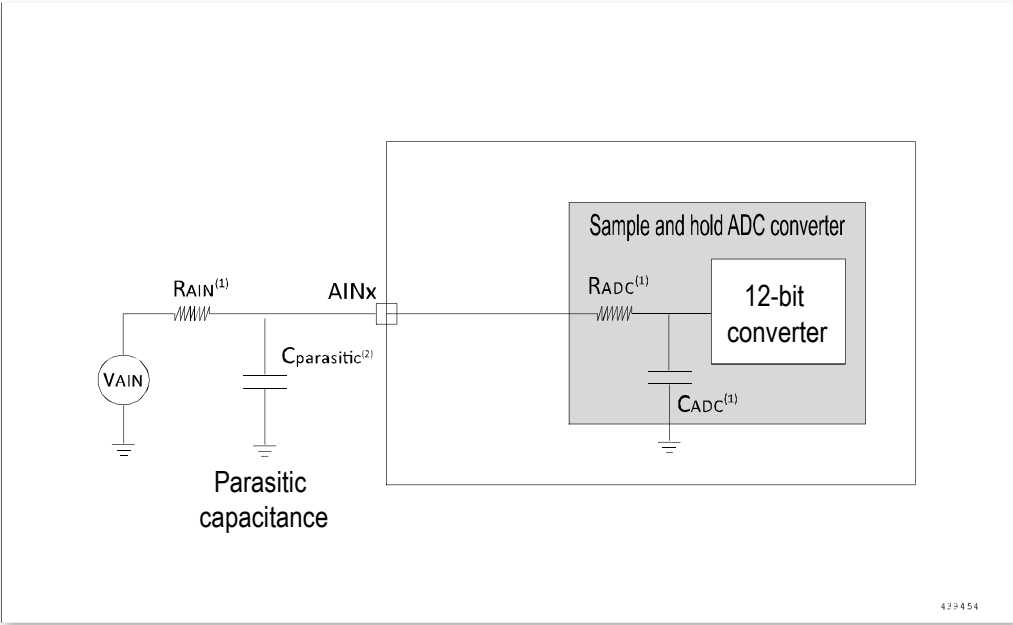 Sample and hold ADC converter
RAIN(1)
AINx
RADC(1)
12-bit
converter
Cparasitic(2)
VAIN
CADC(1)
Parasitic
capacitance